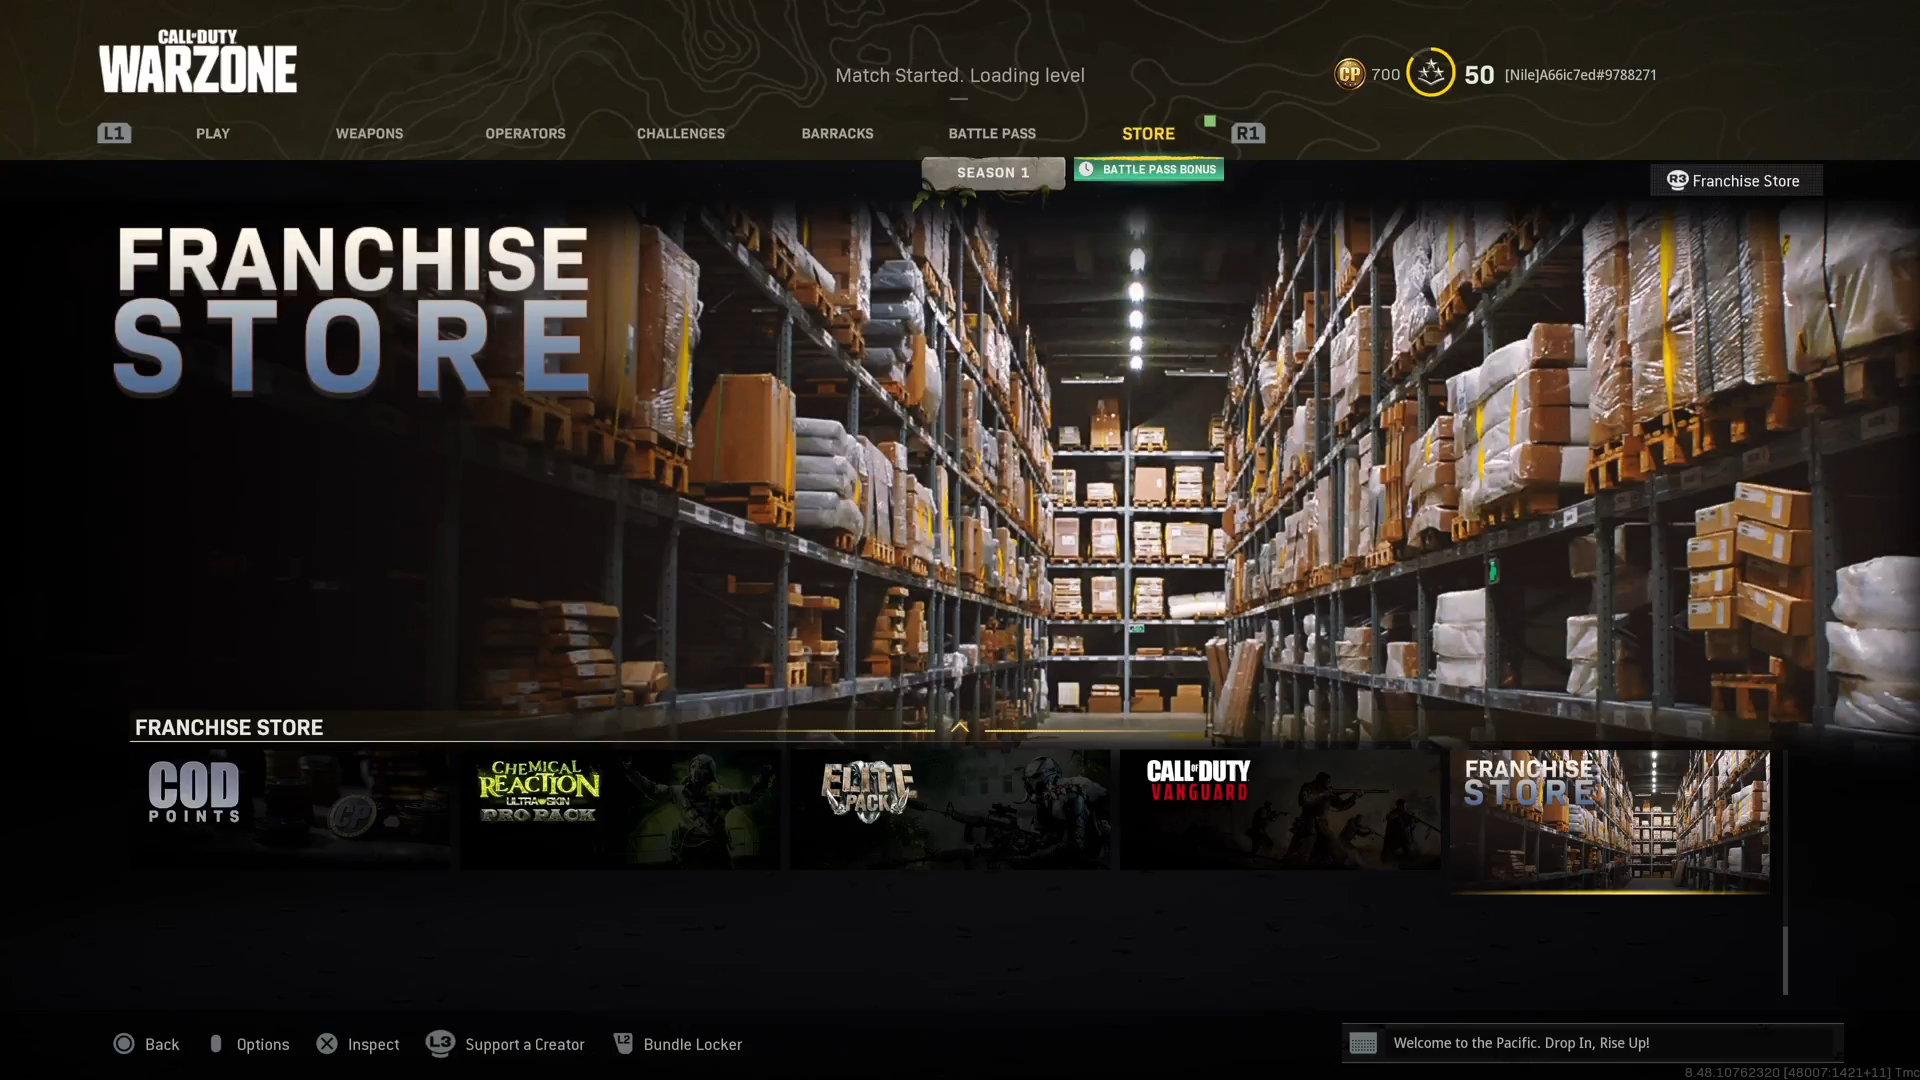 CALL OF DUTY
WARZONE
Match Started. Loading level
CP 700
50
[Nile]A66ic7ed#9788271
L1
PLAY
WEAPONS
OPERATORS
CHALLENGES
BARRACKS
BATTLE PASS
STORE
R1
SEASON 1
BATTLE PASS BONUS
R3 Franchise Store
FRANCHISE
STORE
FRANCHISE STORE
COD
POINTS
CP
CHEMICAL
REACTION
ULTRA SKIN
PRO PACK
ELITE
PACK
CALL OF DUTY
VANGUARD
FRANCHISE
STORE
Back
Options
Inspect
L3 Support a Creator
L2 Bundle Locker
Welcome to the Pacific. Drop In, Rise Up!
8.48.10762320 [48007:1421+11] Tmc